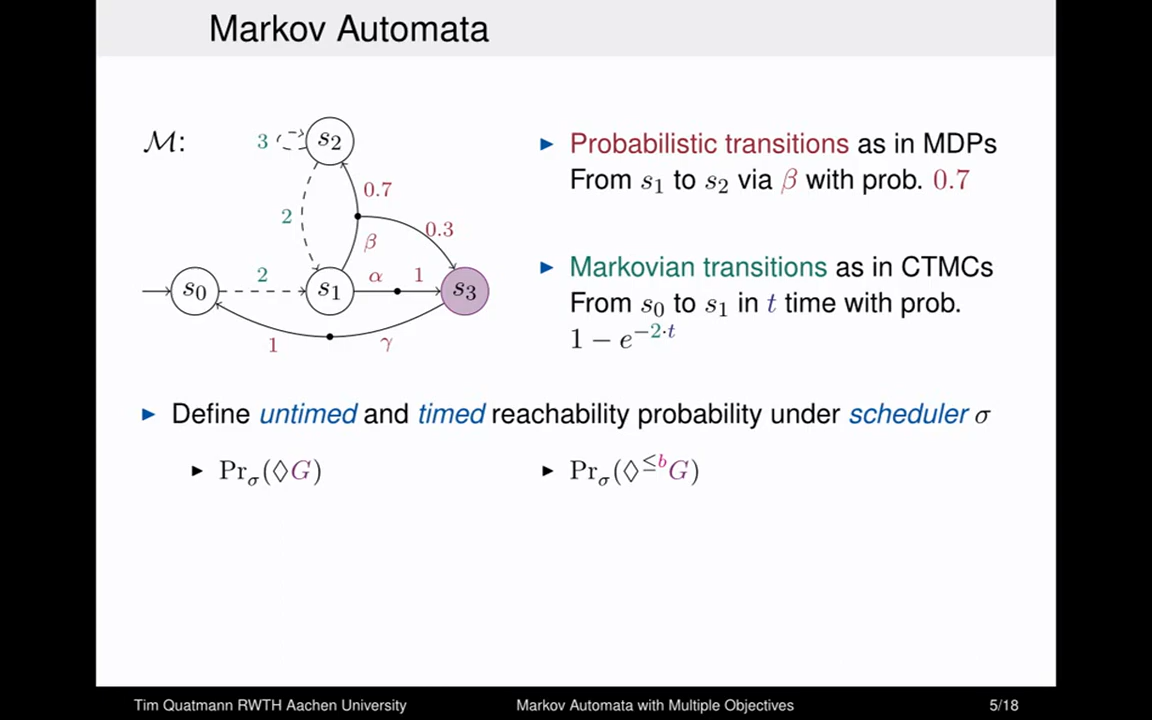 Markov Automata
ℳ:
3
s₂
0.7
2
β
0.3
s₀
2
s₁
α
1
s₃
1
γ
▶ Probabilistic transitions as in MDPs
From s₁ to s₂ via β with prob. 0.7
▶ Markovian transitions as in CTMCs
From s₀ to s₁ in t time with prob.
1 − e^{−2·t}
▶ Define untimed and timed reachability probability under scheduler σ
▶ Pr_σ(◊G)
▶ Pr_σ(◊^{≤b}G)
Tim Quatmann RWTH Aachen University
Markov Automata with Multiple Objectives
5/18